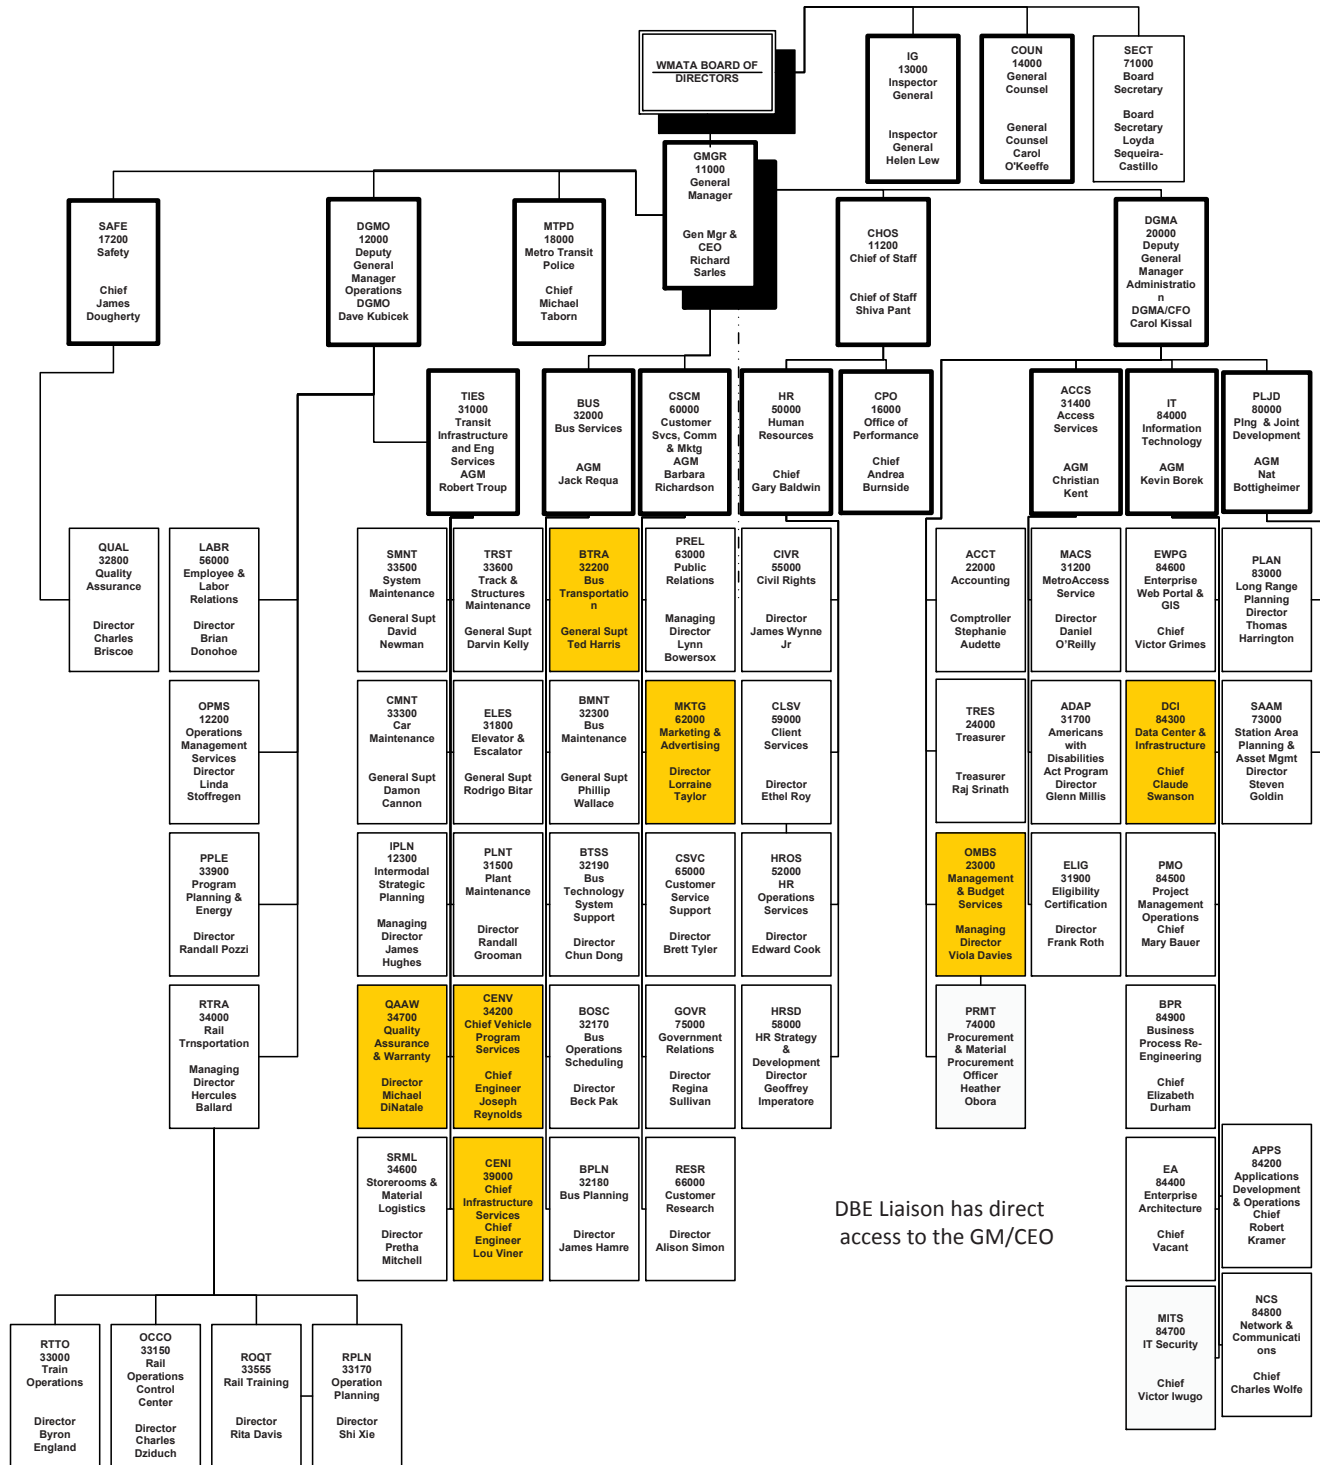 WMATA BOARD OF
DIRECTORS
IG
13000
Inspector
General
Inspector
General
Helen Lew
COUN
14000
General
Counsel
General
Counsel
Carol
O'Keeffe
SECT
71000
Board
Secretary
Board
Secretary
Loyda
Sequeira-
Castillo
GMGR
11000
General
Manager
Gen Mgr &
CEO
Richard
Sarles
SAFE
17200
Safety
Chief
James
Dougherty
DGMO
12000
Deputy
General
Manager
Operations
DGMO
Dave Kubicek
MTPD
18000
Metro Transit
Police
Chief
Michael
Taborn
CHOS
11200
Chief of Staff
Chief of Staff
Shiva Pant
DGMA
20000
Deputy
General
Manager
Administratio
n
DGMA/CFO
Carol Kissal
TIES
31000
Transit
Infrastructure
and Eng
Services
AGM
Robert Troup
BUS
32000
Bus Services
AGM
Jack Requa
CSCM
60000
Customer
Svcs, Comm
& Mktg
AGM
Barbara
Richardson
HR
50000
Human
Resources
Chief
Gary Baldwin
CPO
16000
Office of
Performance
Chief
Andrea
Burnside
ACCS
31400
Access
Services
AGM
Christian
Kent
IT
84000
Information
Technology
AGM
Kevin Borek
PLJD
80000
Plng & Joint
Development
AGM
Nat
Bottigheimer
QUAL
32800
Quality
Assurance
Director
Charles
Briscoe
LABR
56000
Employee &
Labor
Relations
Director
Brian
Donohoe
SMNT
33500
System
Maintenance
General Supt
David
Newman
TRST
33600
Track &
Structures
Maintenance
General Supt
Darvin Kelly
BTRA
32200
Bus
Transportatio
n
General Supt
Ted Harris
PREL
63000
Public
Relations
Managing
Director
Lynn
Bowersox
CIVR
55000
Civil Rights
Director
James Wynne
Jr
ACCT
22000
Accounting
Comptroller
Stephanie
Audette
MACS
31200
MetroAccess
Service
Director
Daniel
O'Reilly
EWPG
84600
Enterprise
Web Portal &
GIS
Chief
Victor Grimes
PLAN
83000
Long Range
Planning
Director
Thomas
Harrington
OPMS
12200
Operations
Management
Services
Director
Linda
Stoffregen
CMNT
33300
Car
Maintenance
General Supt
Damon
Cannon
ELES
31800
Elevator &
Escalator
General Supt
Rodrigo Bitar
BMNT
32300
Bus
Maintenance
General Supt
Phillip
Wallace
MKTG
62000
Marketing &
Advertising
Director
Lorraine
Taylor
CLSV
59000
Client
Services
Director
Ethel Roy
TRES
24000
Treasurer
Treasurer
Raj Srinath
ADAP
31700
Americans
with
Disabilities
Act Program
Director
Glenn Millis
DCI
84300
Data Center &
Infrastructure
Chief
Claude
Swanson
SAAM
73000
Station Area
Planning &
Asset Mgmt
Director
Steven
Goldin
PPLE
33900
Program
Planning &
Energy
Director
Randall Pozzi
IPLN
12300
Intermodal
Strategic
Planning
Managing
Director
James
Hughes
PLNT
31500
Plant
Maintenance
Director
Randall
Grooman
BTSS
32190
Bus
Technology
System
Support
Director
Chun Dong
CSVC
65000
Customer
Service
Support
Director
Brett Tyler
HROS
52000
HR
Operations
Services
Director
Edward Cook
OMBS
23000
Management
& Budget
Services
Managing
Director
Viola Davies
ELIG
31900
Eligibility
Certification
Director
Frank Roth
PMO
84500
Project
Management
Operations
Chief
Mary Bauer
RTRA
34000
Rail
Trnsportation
Managing
Director
Hercules
Ballard
QAAW
34700
Quality
Assurance
& Warranty
Director
Michael
DiNatale
CENV
34200
Chief Vehicle
Program
Services
Chief
Engineer
Joseph
Reynolds
BOSC
32170
Bus
Operations
Scheduling
Director
Beck Pak
GOVR
75000
Government
Relations
Director
Regina
Sullivan
HRSD
58000
HR Strategy
&
Development
Director
Geoffrey
Imperatore
PRMT
74000
Procurement
& Material
Procurement
Officer
Heather
Obora
BPR
84900
Business
Process Re-
Engineering
Chief
Elizabeth
Durham
SRML
34600
Storerooms &
Material
Logistics
Director
Pretha
Mitchell
CENI
39000
Chief
Infrastructure
Services
Chief
Engineer
Lou Viner
BPLN
32180
Bus Planning
Director
James Hamre
RESR
66000
Customer
Research
Director
Alison Simon
DBE Liaison has direct
access to the GM/CEO
EA
84400
Enterprise
Architecture
Chief
Vacant
APPS
84200
Applications
Development
& Operations
Chief
Robert
Kramer
RTTO
33000
Train
Operations
Director
Byron
England
OCCO
33150
Rail
Operations
Control
Center
Director
Charles
Dziduch
ROQT
33555
Rail Training
Director
Rita Davis
RPLN
33170
Operation
Planning
Director
Shi Xie
MITS
84700
IT Security
Chief
Victor Iwugo
NCS
84800
Network &
Communicati
ons
Chief
Charles Wolfe